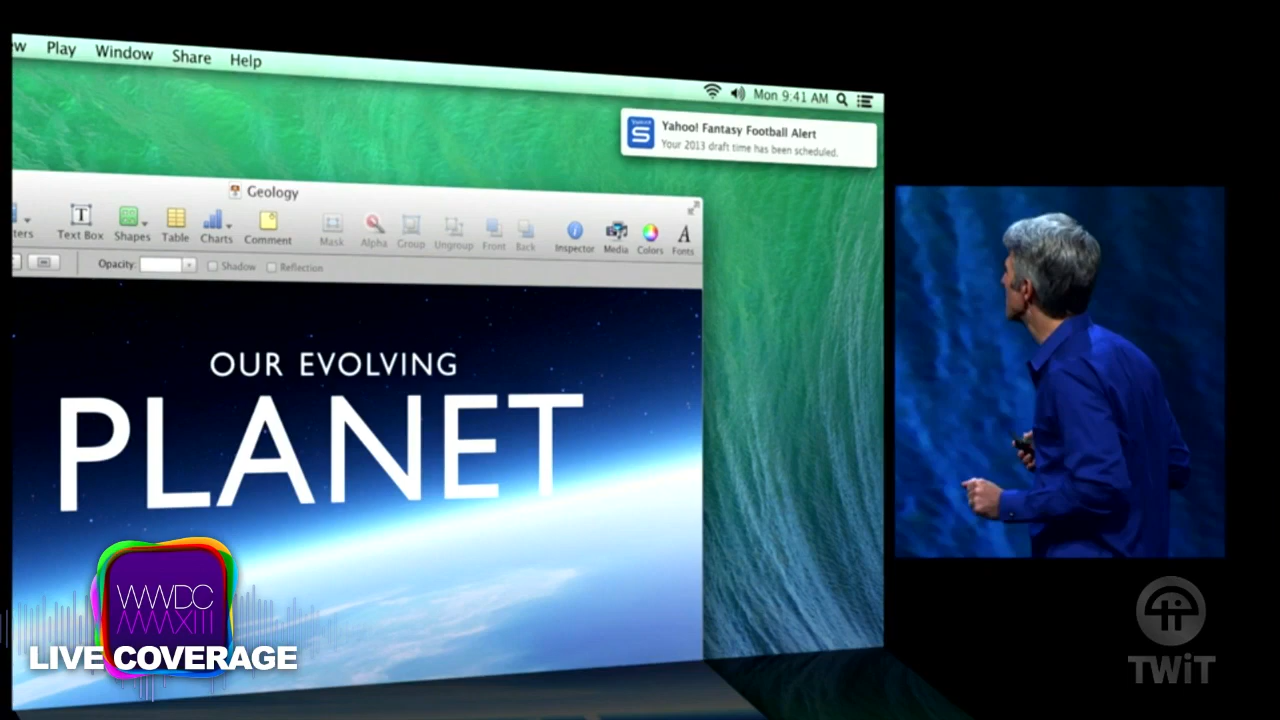 Play Window Share Help
Mon 9:41 AM
Yahoo! Fantasy Football Alert
Your 2013 draft time has been scheduled.
Geology
Text Box Shapes Table Charts Comment Mask Alpha Group Ungroup Front Back Inspector Media Colors Fonts
Opacity: Shadow Reflection
OUR EVOLVING
PLANET
WWDC
MMXIII
LIVE COVERAGE
TWiT